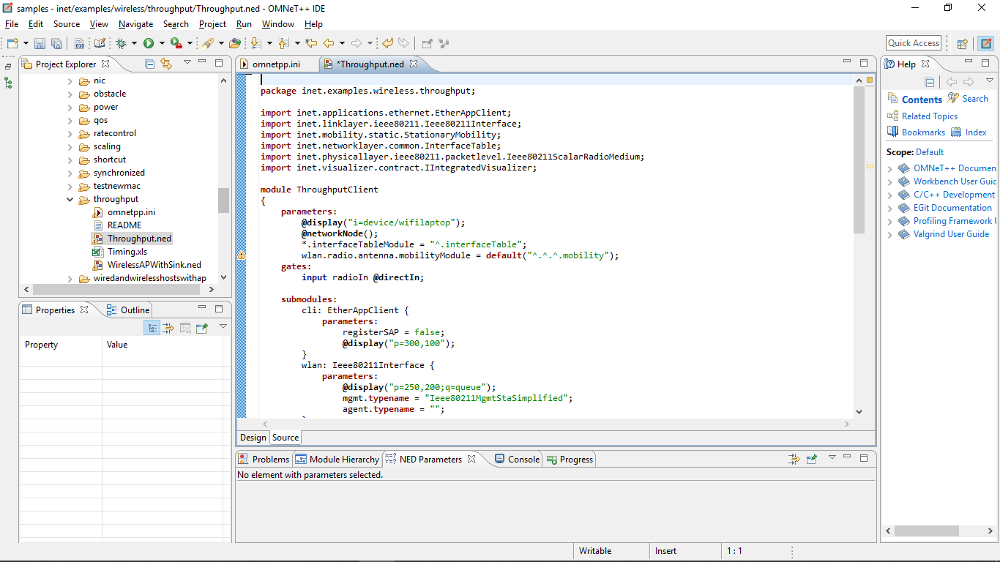 samples - inet/examples/wireless/throughput/Throughput.ned - OMNeT++ IDE
File Edit Source View Navigate Search Project Run Window Help
Quick Access
Project Explorer
nic
obstacle
power
qos
ratecontrol
scaling
shortcut
synchronized
testnewmac
throughput
omnetpp.ini
README
Throughput.ned
Timing.xls
WirelessAPWithSink.ned
wiredandwirelesshostswithap
Properties Outline
Property Value
omnetpp.ini *Throughput.ned
package inet.examples.wireless.throughput;
import inet.applications.ethernet.EtherAppClient;
import inet.linklayer.ieee80211.Ieee80211Interface;
import inet.mobility.static.StationaryMobility;
import inet.networklayer.common.InterfaceTable;
import inet.physicallayer.ieee80211.packetlevel.Ieee80211ScalarRadioMedium;
import inet.visualizer.contract.IIntegratedVisualizer;
module ThroughputClient
{
parameters:
@display("i=device/wifilaptop");
@networkNode();
*.interfaceTableModule = "^.interfaceTable";
wlan.radio.antenna.mobilityModule = default("^.^.^.mobility");
gates:
input radioIn @directIn;
submodules:
cli: EtherAppClient {
parameters:
registerSAP = false;
@display("p=300,100");
}
wlan: Ieee80211Interface {
parameters:
@display("p=250,200;q=queue");
mgmt.typename = "Ieee80211MgmtStaSimplified";
agent.typename = "";
Design Source
Problems Module Hierarchy NED Parameters Console Progress
No element with parameters selected.
Help
Contents Search
Related Topics
Bookmarks Index
Scope: Default
OMNeT++ Documen
Workbench User Guid
C/C++ Development
EGit Documentation
Profiling Framework U
Valgrind User Guide
Writable Insert 1 : 1